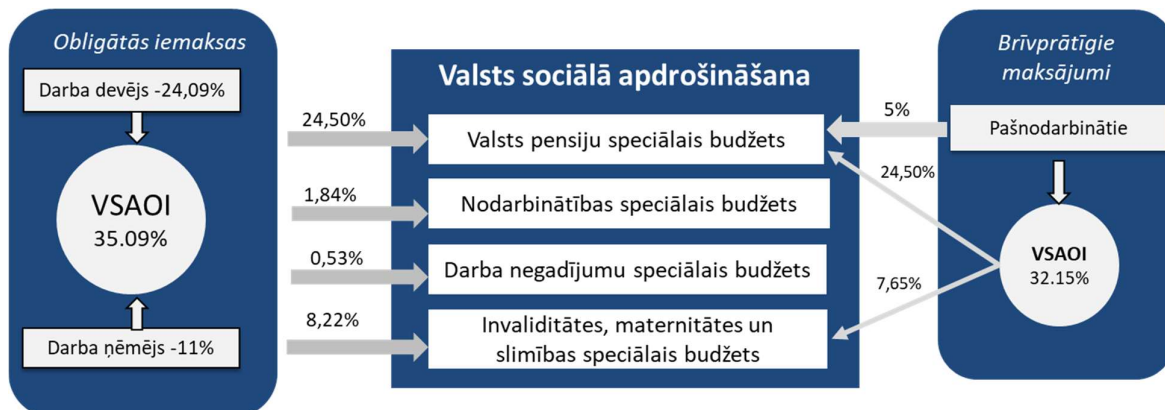 Obligātās iemaksas
Darba devējs -24,09%
VSAOI
35.09%
Darba ņēmējs -11%
24,50%
1,84%
0,53%
8,22%
Valsts sociālā apdrošināšana
Valsts pensiju speciālais budžets
Nodarbinātības speciālais budžets
Darba negadījumu speciālais budžets
Invaliditātes, maternitātes un
slimības speciālais budžets
5%
24,50%
7,65%
Brīvprātīgie
maksājumi
Pašnodarbinātie
VSAOI
32.15%